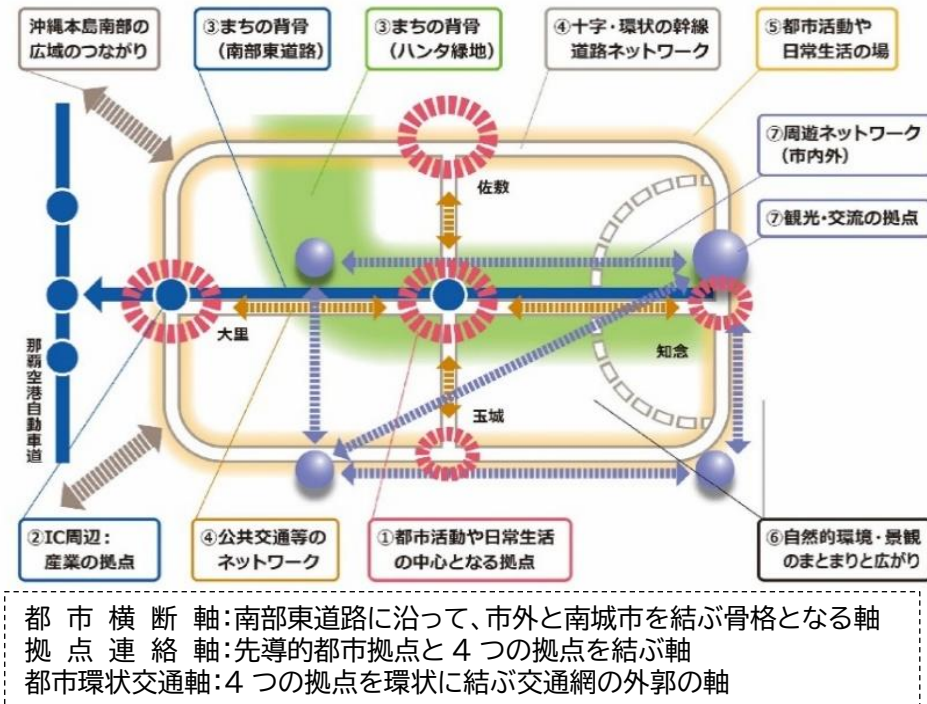 沖縄本島南部の
広域のつながり
③まちの背骨
(南部東道路)
③まちの背骨
(ハンタ緑地)
④十字・環状の幹線
道路ネットワーク
⑤都市活動や
日常生活の場
⑦周遊ネットワーク
(市内外)
⑦観光・交流の拠点
佐敷
大里
知念
玉城
那覇空港自動車道
②IC周辺:
産業の拠点
④公共交通等の
ネットワーク
①都市活動や日常生活
の中心となる拠点
⑥自然的環境・景観
のまとまりと広がり
都市横断軸:南部東道路に沿って、市外と南城市を結ぶ骨格となる軸
拠点連絡軸:先導的都市拠点と4つの拠点を結ぶ軸
都市環状交通軸:4つの拠点を環状に結ぶ交通網の外郭の軸